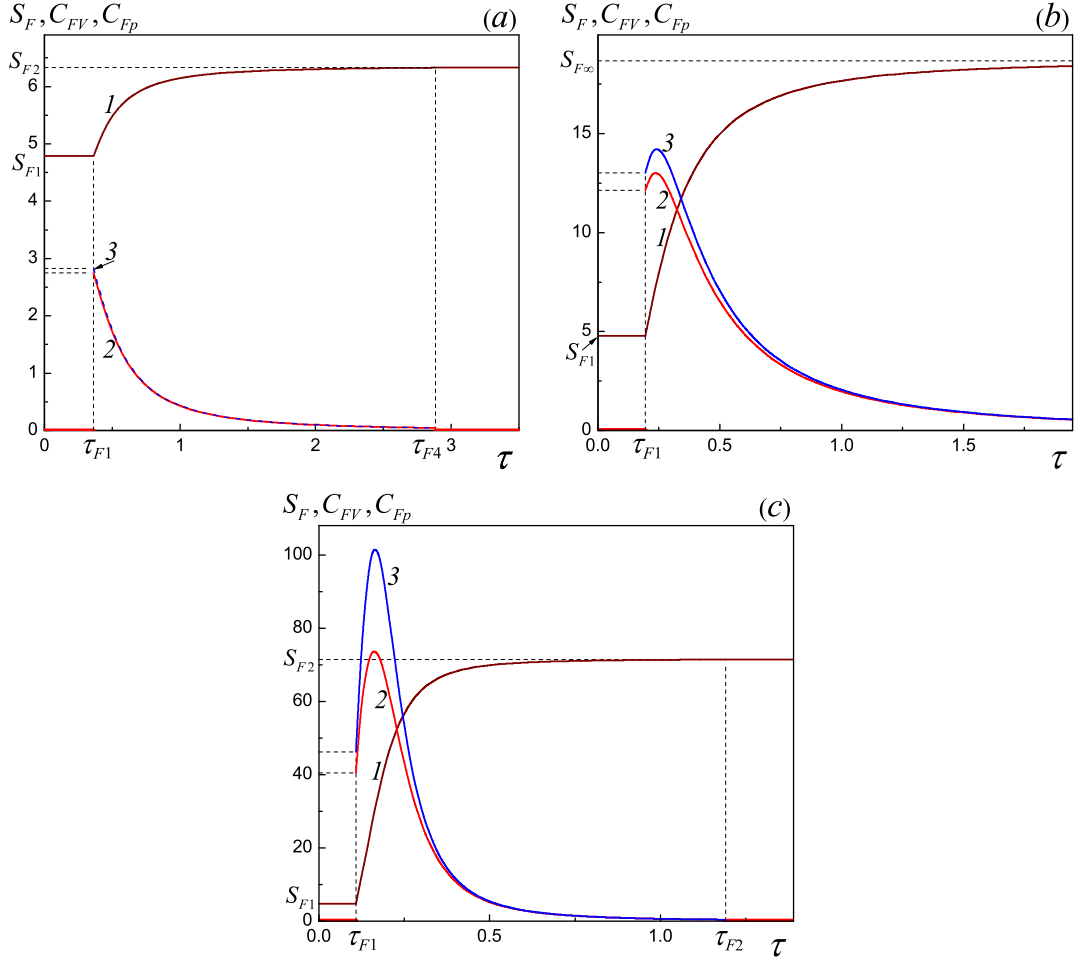 S_F, C_FV, C_Fp (a)
S_F2
6
1
5
S_F1
4
3
3
2
2
1
0
0 τ_F1 1 2 τ_F4 3 τ
S_F, C_FV, C_Fp (b)
S_F∞
15
3
2
10
1
5
S_F1
0
0.0 τ_F1 0.5 1.0 1.5 τ
S_F, C_FV, C_Fp (c)
100
3
80
S_F2
2
60
1
40
20
S_F1
0
0.0 τ_F1 0.5 1.0 τ_F2 τ